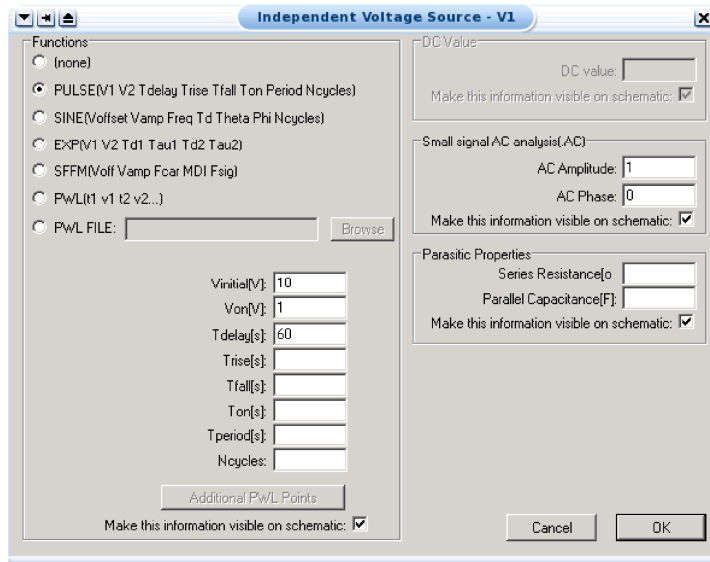 Independent Voltage Source - V1
Functions
(none)
PULSE(V1 V2 Tdelay Trise Tfall Ton Period Ncycles)
SINE(Voffset Vamp Freq Td Theta Phi Ncycles)
EXP(V1 V2 Td1 Tau1 Td2 Tau2)
SFFM(Voff Vamp Fcar MDI Fsig)
PWL(t1 v1 t2 v2...)
PWL FILE:
Browse
Vinitial[V]: 10
Von[V]: 1
Tdelay[s]: 60
Trise[s]:
Tfall[s]:
Ton[s]:
Tperiod[s]:
Ncycles:
Additional PWL Points
Make this information visible on schematic:
DC Value
DC value:
Make this information visible on schematic:
Small signal AC analysis(.AC)
AC Amplitude: 1
AC Phase: 0
Make this information visible on schematic:
Parasitic Properties
Series Resistance[o
Parallel Capacitance[F]:
Make this information visible on schematic:
Cancel
OK